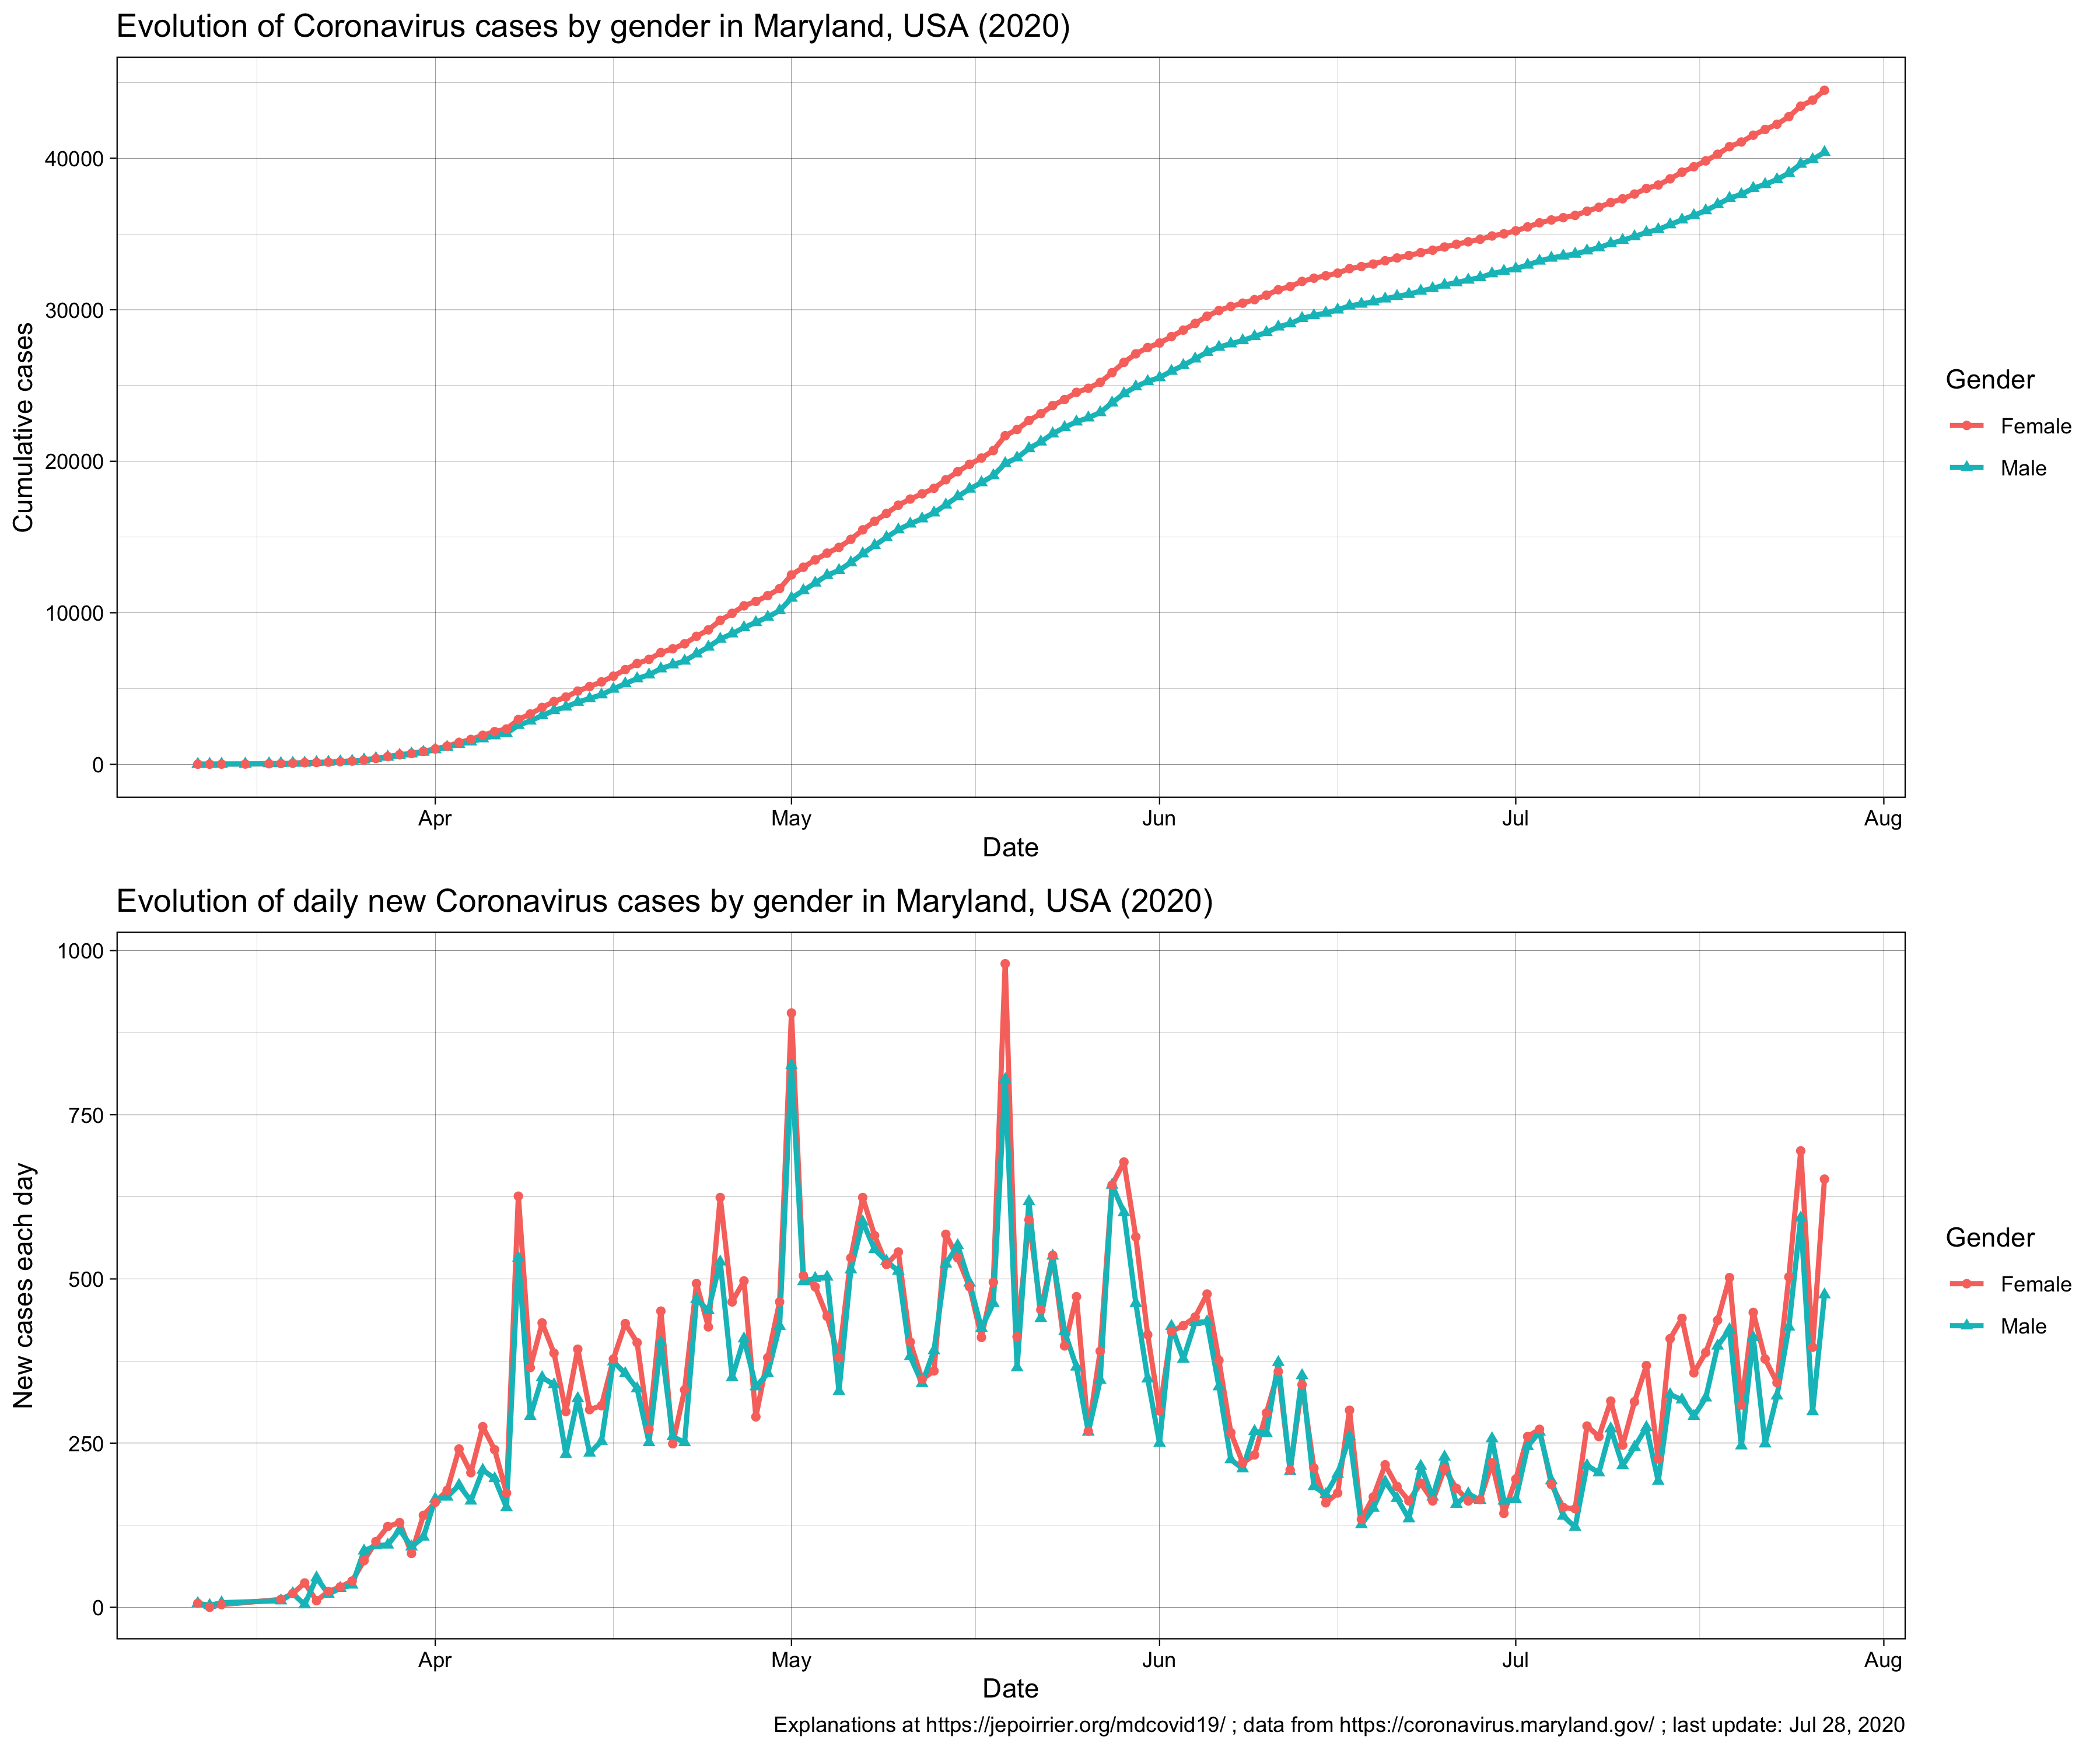 Evolution of Coronavirus cases by gender in Maryland, USA (2020)
40000
30000
20000
10000
0
Cumulative cases
Apr
May
Jun
Jul
Aug
Date
Gender
Female
Male
Evolution of daily new Coronavirus cases by gender in Maryland, USA (2020)
1000
750
500
250
0
New cases each day
Apr
May
Jun
Jul
Aug
Date
Gender
Female
Male
Explanations at https://jepoirrier.org/mdcovid19/ ; data from https://coronavirus.maryland.gov/ ; last update: Jul 28, 2020